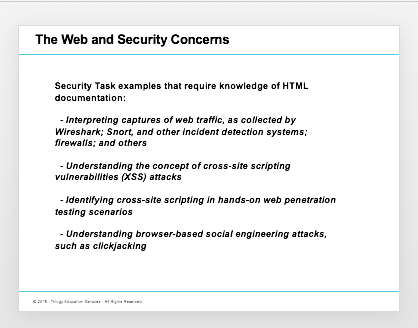 The Web and Security Concerns
Security Task examples that require knowledge of HTML
documentation:
- Interpreting captures of web traffic, as collected by
Wireshark; Snort, and other incident detection systems;
firewalls; and others
- Understanding the concept of cross-site scripting
vulnerabilities (XSS) attacks
- Identifying cross-site scripting in hands-on web penetration
testing scenarios
- Understanding browser-based social engineering attacks,
such as clickjacking
Trilogy Education Services - All Rights Reserved